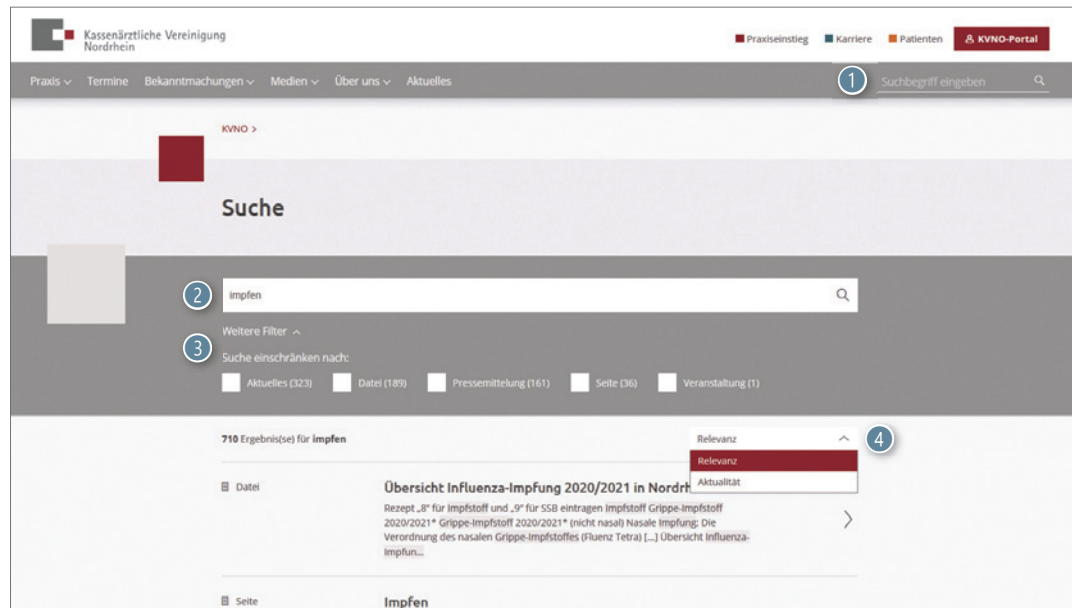 Kassenärztliche Vereinigung
Nordrhein
Praxiseinstieg Karriere Patienten KVNO-Portal
Praxis Termine Bekanntmachungen Medien Über uns Aktuelles
1 Suchbegriff eingeben
KVNO >
Suche
2 impfen
Weitere Filter
3
Suche einschränken nach:
Aktuelles (323) Datei (189) Pressemittelung (161) Seite (36) Veranstaltung (1)
710 Ergebnis(se) für impfen
Relevanz 4
Relevanz
Aktualität
Datei
Übersicht Influenza-Impfung 2020/2021 in
Rezept „8“ für Impfstoff und „9“ für SSB eintragen Impfstoff Grippe-Impfstoff
2020/2021* Grippe-Impfstoff 2020/2021* (nicht nasal) Nasale Impfung: Die
Verordnung des nasalen Grippe-Impfstoffes (Fluenz Tetra) [...] Übersicht Influenza-
Impfun...
Seite
Impfen